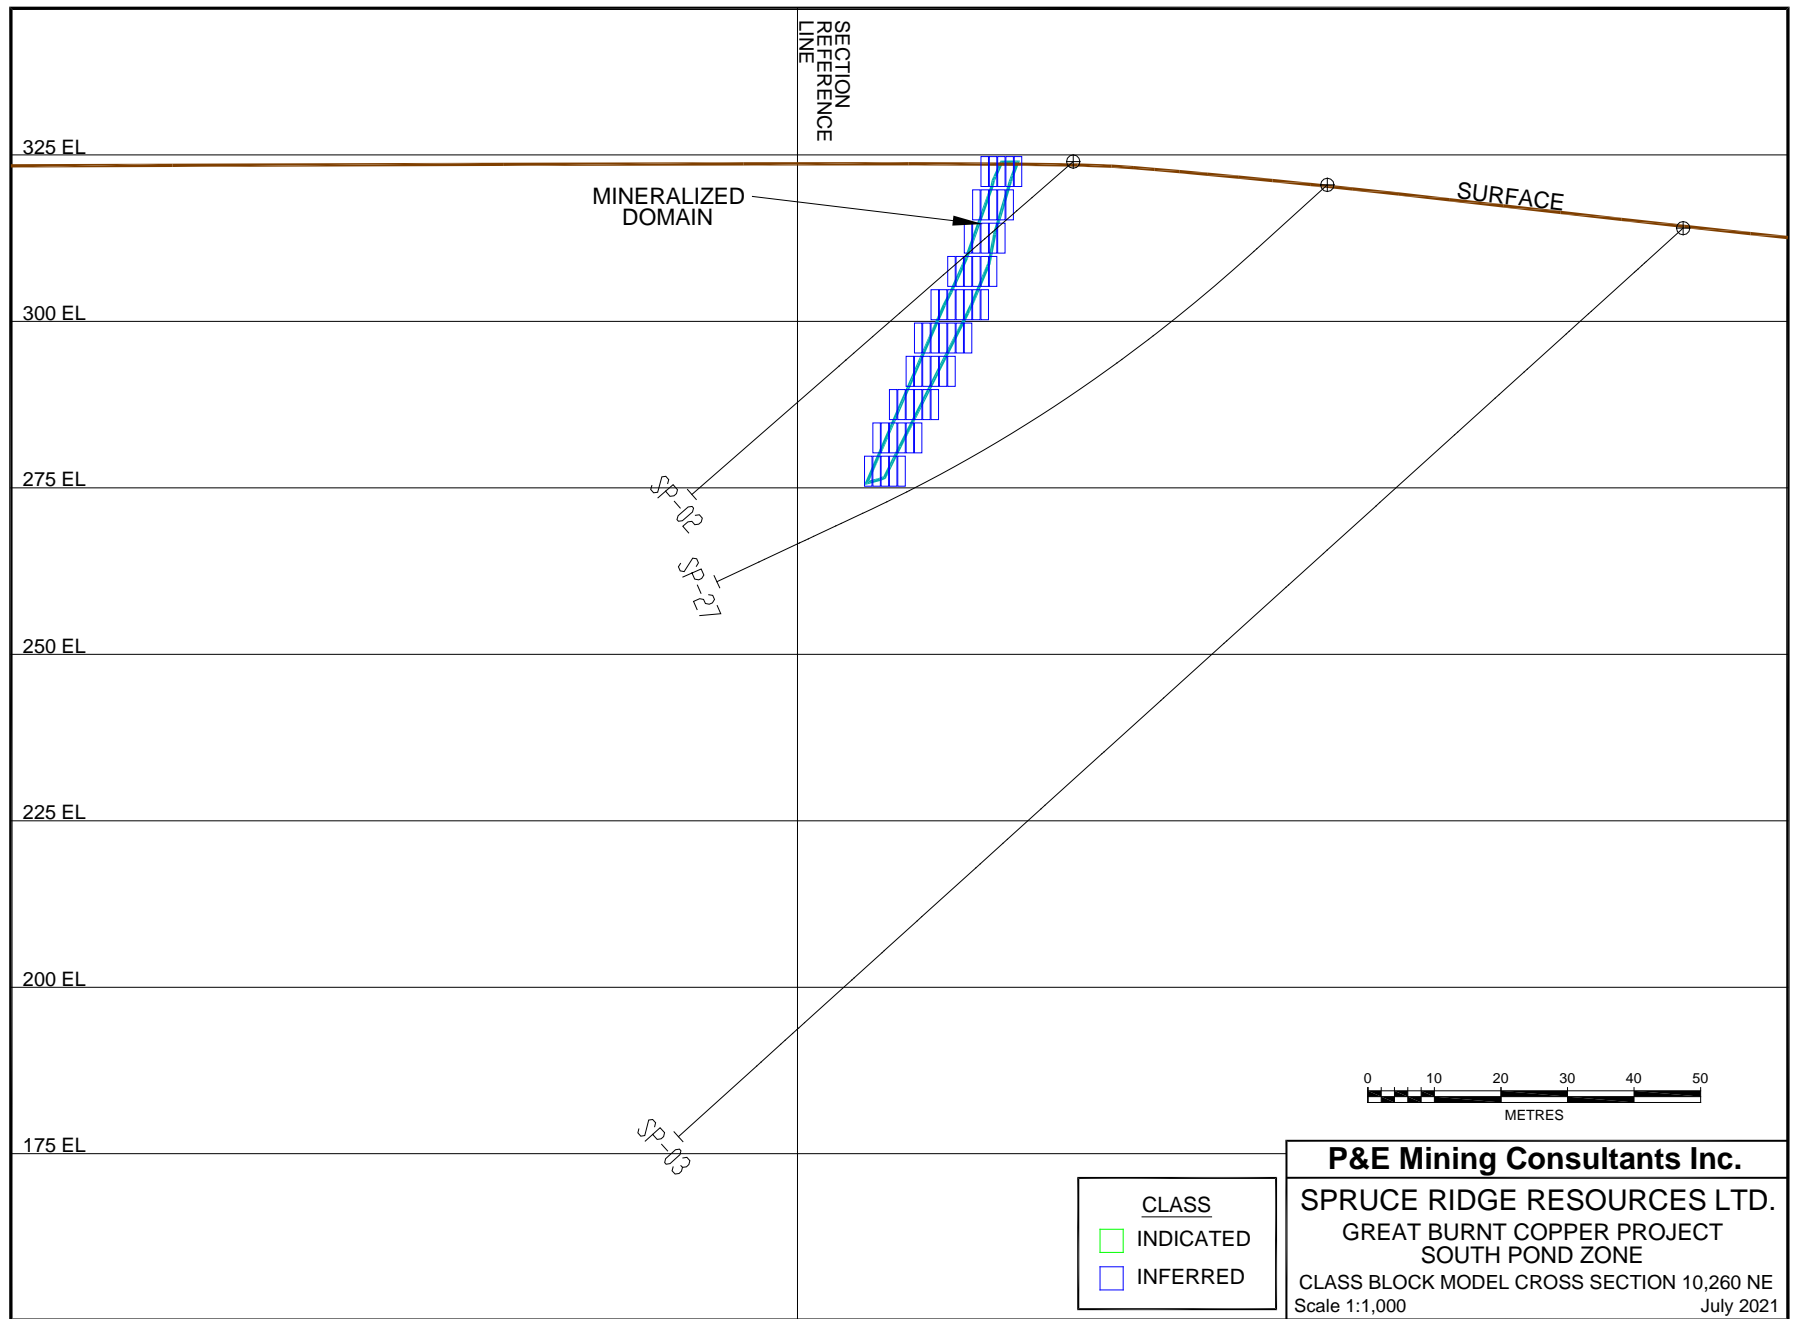 SECTION
REFERENCE
LINE
325 EL
MINERALIZED
DOMAIN
SURFACE
300 EL
275 EL
SP-02
SP-27
250 EL
225 EL
200 EL
175 EL
SP-03
0 10 20 30 40 50
METRES
CLASS
INDICATED
INFERRED
P&E Mining Consultants Inc.
SPRUCE RIDGE RESOURCES LTD.
GREAT BURNT COPPER PROJECT
SOUTH POND ZONE
CLASS BLOCK MODEL CROSS SECTION 10,260 NE
Scale 1:1,000 July 2021